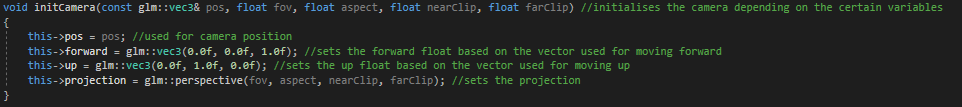 void initCamera(const glm::vec3& pos, float fov, float aspect, float nearClip, float farClip) //initialises the camera depending on the certain variables
{
this->pos = pos; //used for camera position
this->forward = glm::vec3(0.0f, 0.0f, 1.0f); //sets the forward float based on the vector used for moving forward
this->up = glm::vec3(0.0f, 1.0f, 0.0f); //sets the up float based on the vector used for moving up
this->projection = glm::perspective(fov, aspect, nearClip, farClip); //sets the projection
}